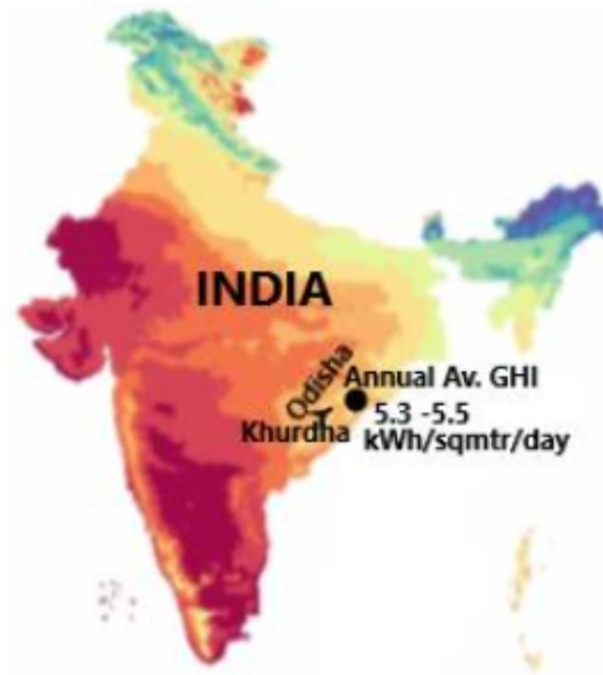 INDIA
Odisha
Annual Av. GHI
5.3 -5.5
Khurdha
kWh/sqmtr/day